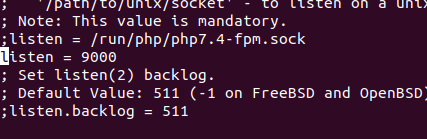 ;   '/path/to/unix/socket' - to listen on a unix
; Note: This value is mandatory.
;listen = /run/php/php7.4-fpm.sock
listen = 9000
; Set listen(2) backlog.
; Default Value: 511 (-1 on FreeBSD and OpenBSD)
;listen.backlog = 511